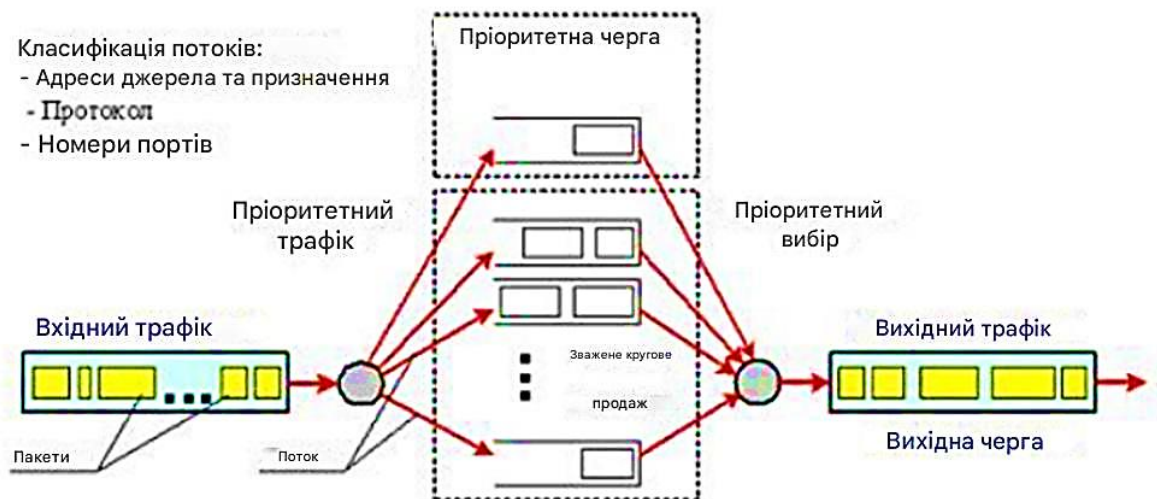 Класифікація потоків:
- Адреси джерела та призначення
- Протокол
- Номери портів
Пріоритетна черга
Пріоритетний
трафік
Пріоритетний
вибір
Вхідний трафік
Зважене кругове
продаж
Вихідний трафік
Вихідна черга
Пакети
Поток